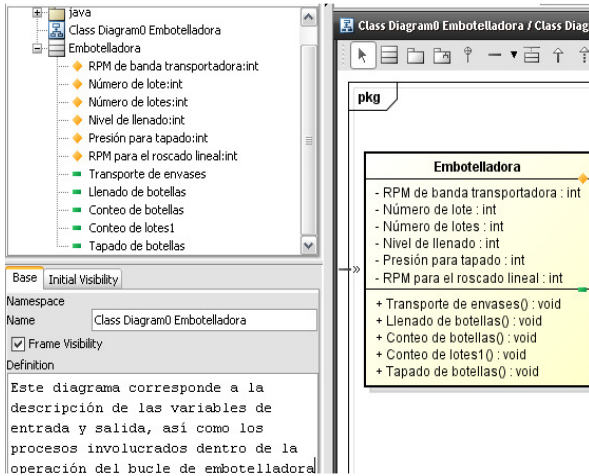 java
Class Diagram0 Embotelladora
Embotelladora
RPM de banda transportadora:int
Número de lote:int
Número de lotes:int
Nivel de llenado:int
Presión para tapado:int
RPM para el roscado lineal:int
Transporte de envases
Llenado de botellas
Conteo de botellas
Conteo de lotes1
Tapado de botellas
Base Initial Visibility
Namespace
Name Class Diagram0 Embotelladora
Frame Visibility
Definition
Este diagrama corresponde a la
descripción de las variables de
entrada y salida, así como los
procesos involucrados dentro de la
operación del bucle de embotelladora
Class Diagram0 Embotelladora / Class Diag
pkg
Embotelladora
- RPM de banda transportadora : int
- Número de lote : int
- Número de lotes : int
- Nivel de llenado : int
- Presión para tapado : int
- RPM para el roscado lineal : int
+ Transporte de envases() : void
+ Llenado de botellas() : void
+ Conteo de botellas() : void
+ Conteo de lotes1() : void
+ Tapado de botellas() : void